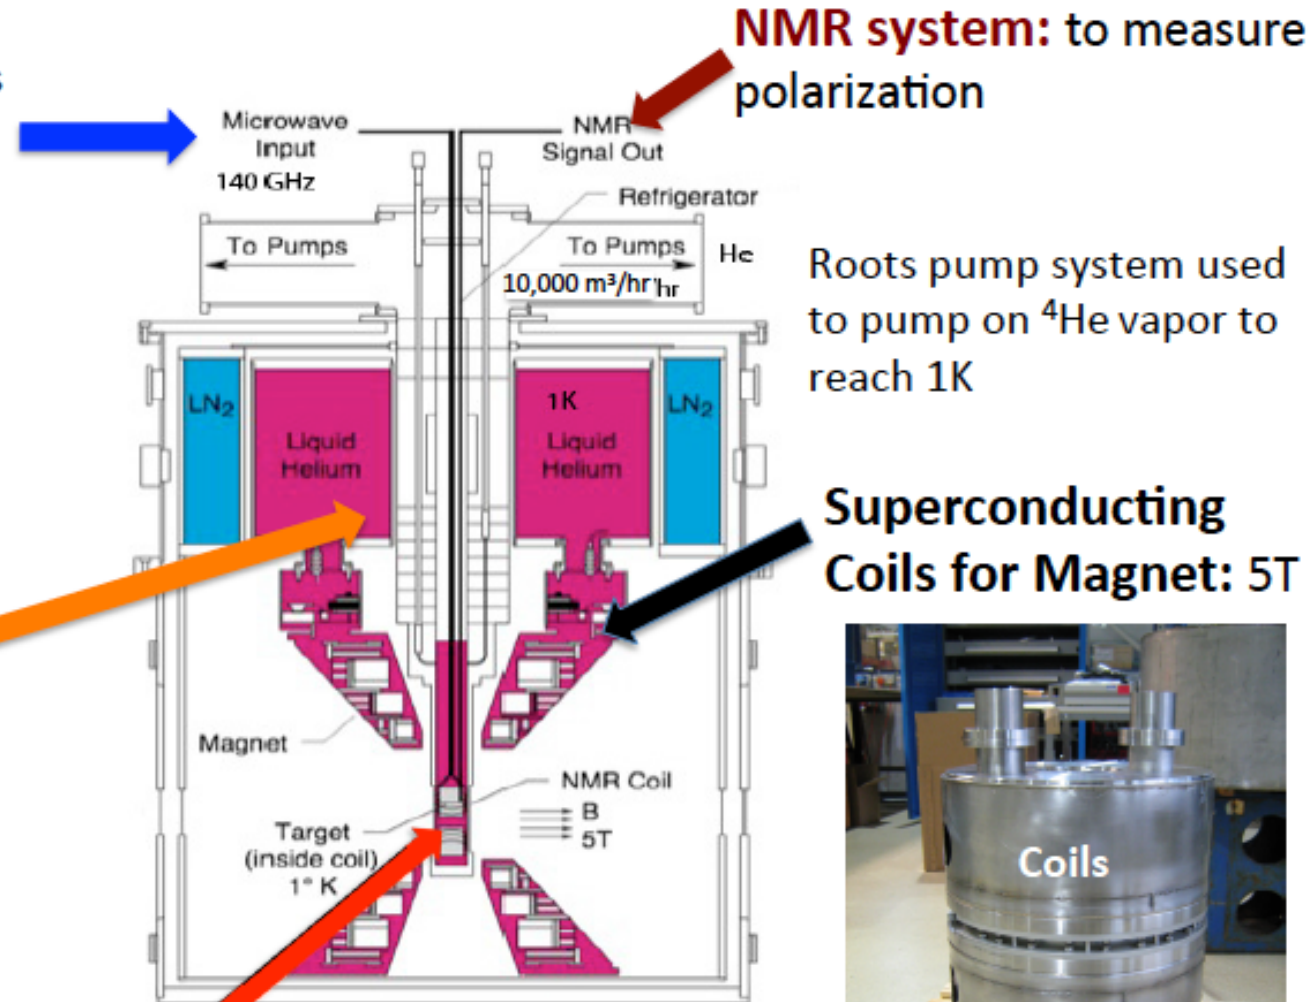 NMR system: to measure
polarization
s
Microwave
Input
140 GHz
NMR
Signal Out
Refrigerator
To Pumps
To Pumps
He
10,000 m³/hr hr
Roots pump system used
to pump on ⁴He vapor to
reach 1K
LN₂
Liquid
Helium
1K
Liquid
Helium
LN₂
Superconducting
Coils for Magnet: 5T
Magnet
NMR Coil
B
5T
Target
(inside coil)
1° K
Coils